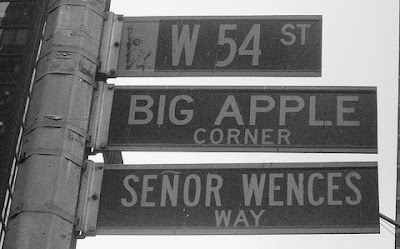 W 54 ST
BIG APPLE
CORNER
SEÑOR WENCES
WAY